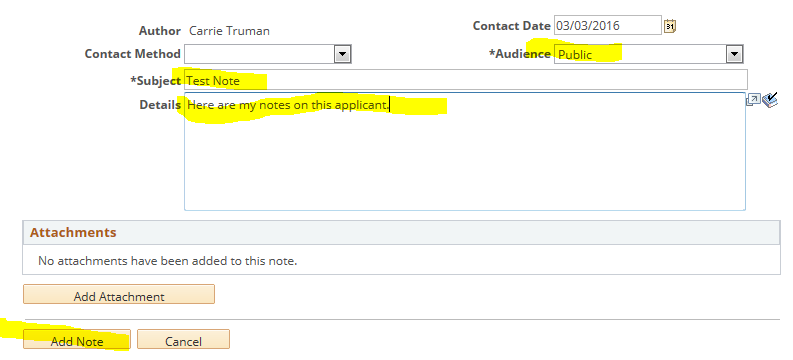 Author Carrie Truman Contact Date 03/03/2016 31
Contact Method *Audience Public
*Subject Test Note
Details Here are my notes on this applicant.
Attachments
No attachments have been added to this note.
Add Attachment
Add Note Cancel